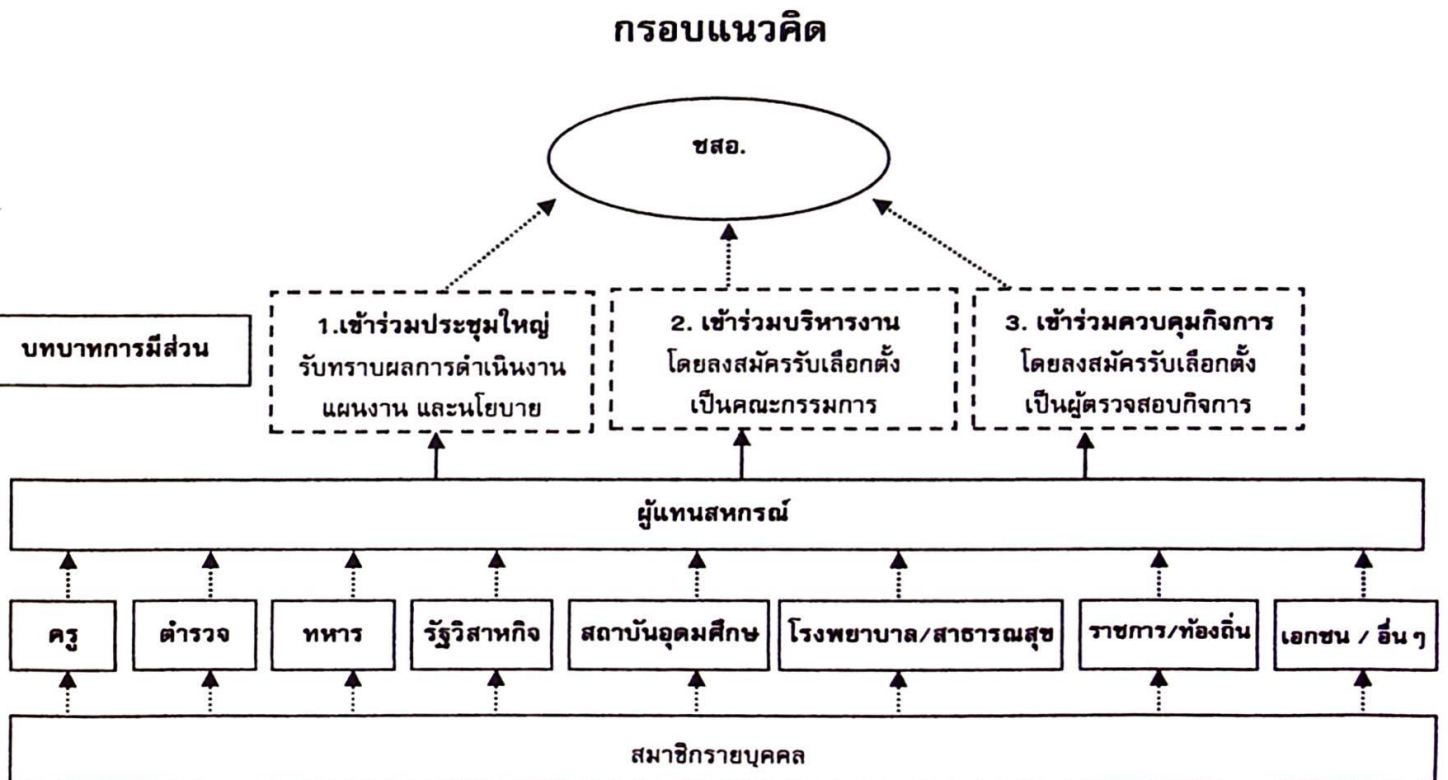 กรอบแนวคิด
ชสอ.
บทบาทการมีส่วน
1.เข้าร่วมประชุมใหญ่
รับทราบผลการดำเนินงาน
แผนงาน และนโยบาย
2. เข้าร่วมบริหารงาน
โดยลงสมัครรับเลือกตั้ง
เป็นคณะกรรมการ
3. เข้าร่วมควบคุมกิจการ
โดยลงสมัครรับเลือกตั้ง
เป็นผู้ตรวจสอบกิจการ
ผู้แทนสหกรณ์
ครู
ตำรวจ
ทหาร
รัฐวิสาหกิจ
สถาบันอุดมศึกษ
โรงพยาบาล/สาธารณสุข
ราชการ/ท้องถิ่น
เอกชน / อื่น ๆ
สมาชิกรายบุคคล